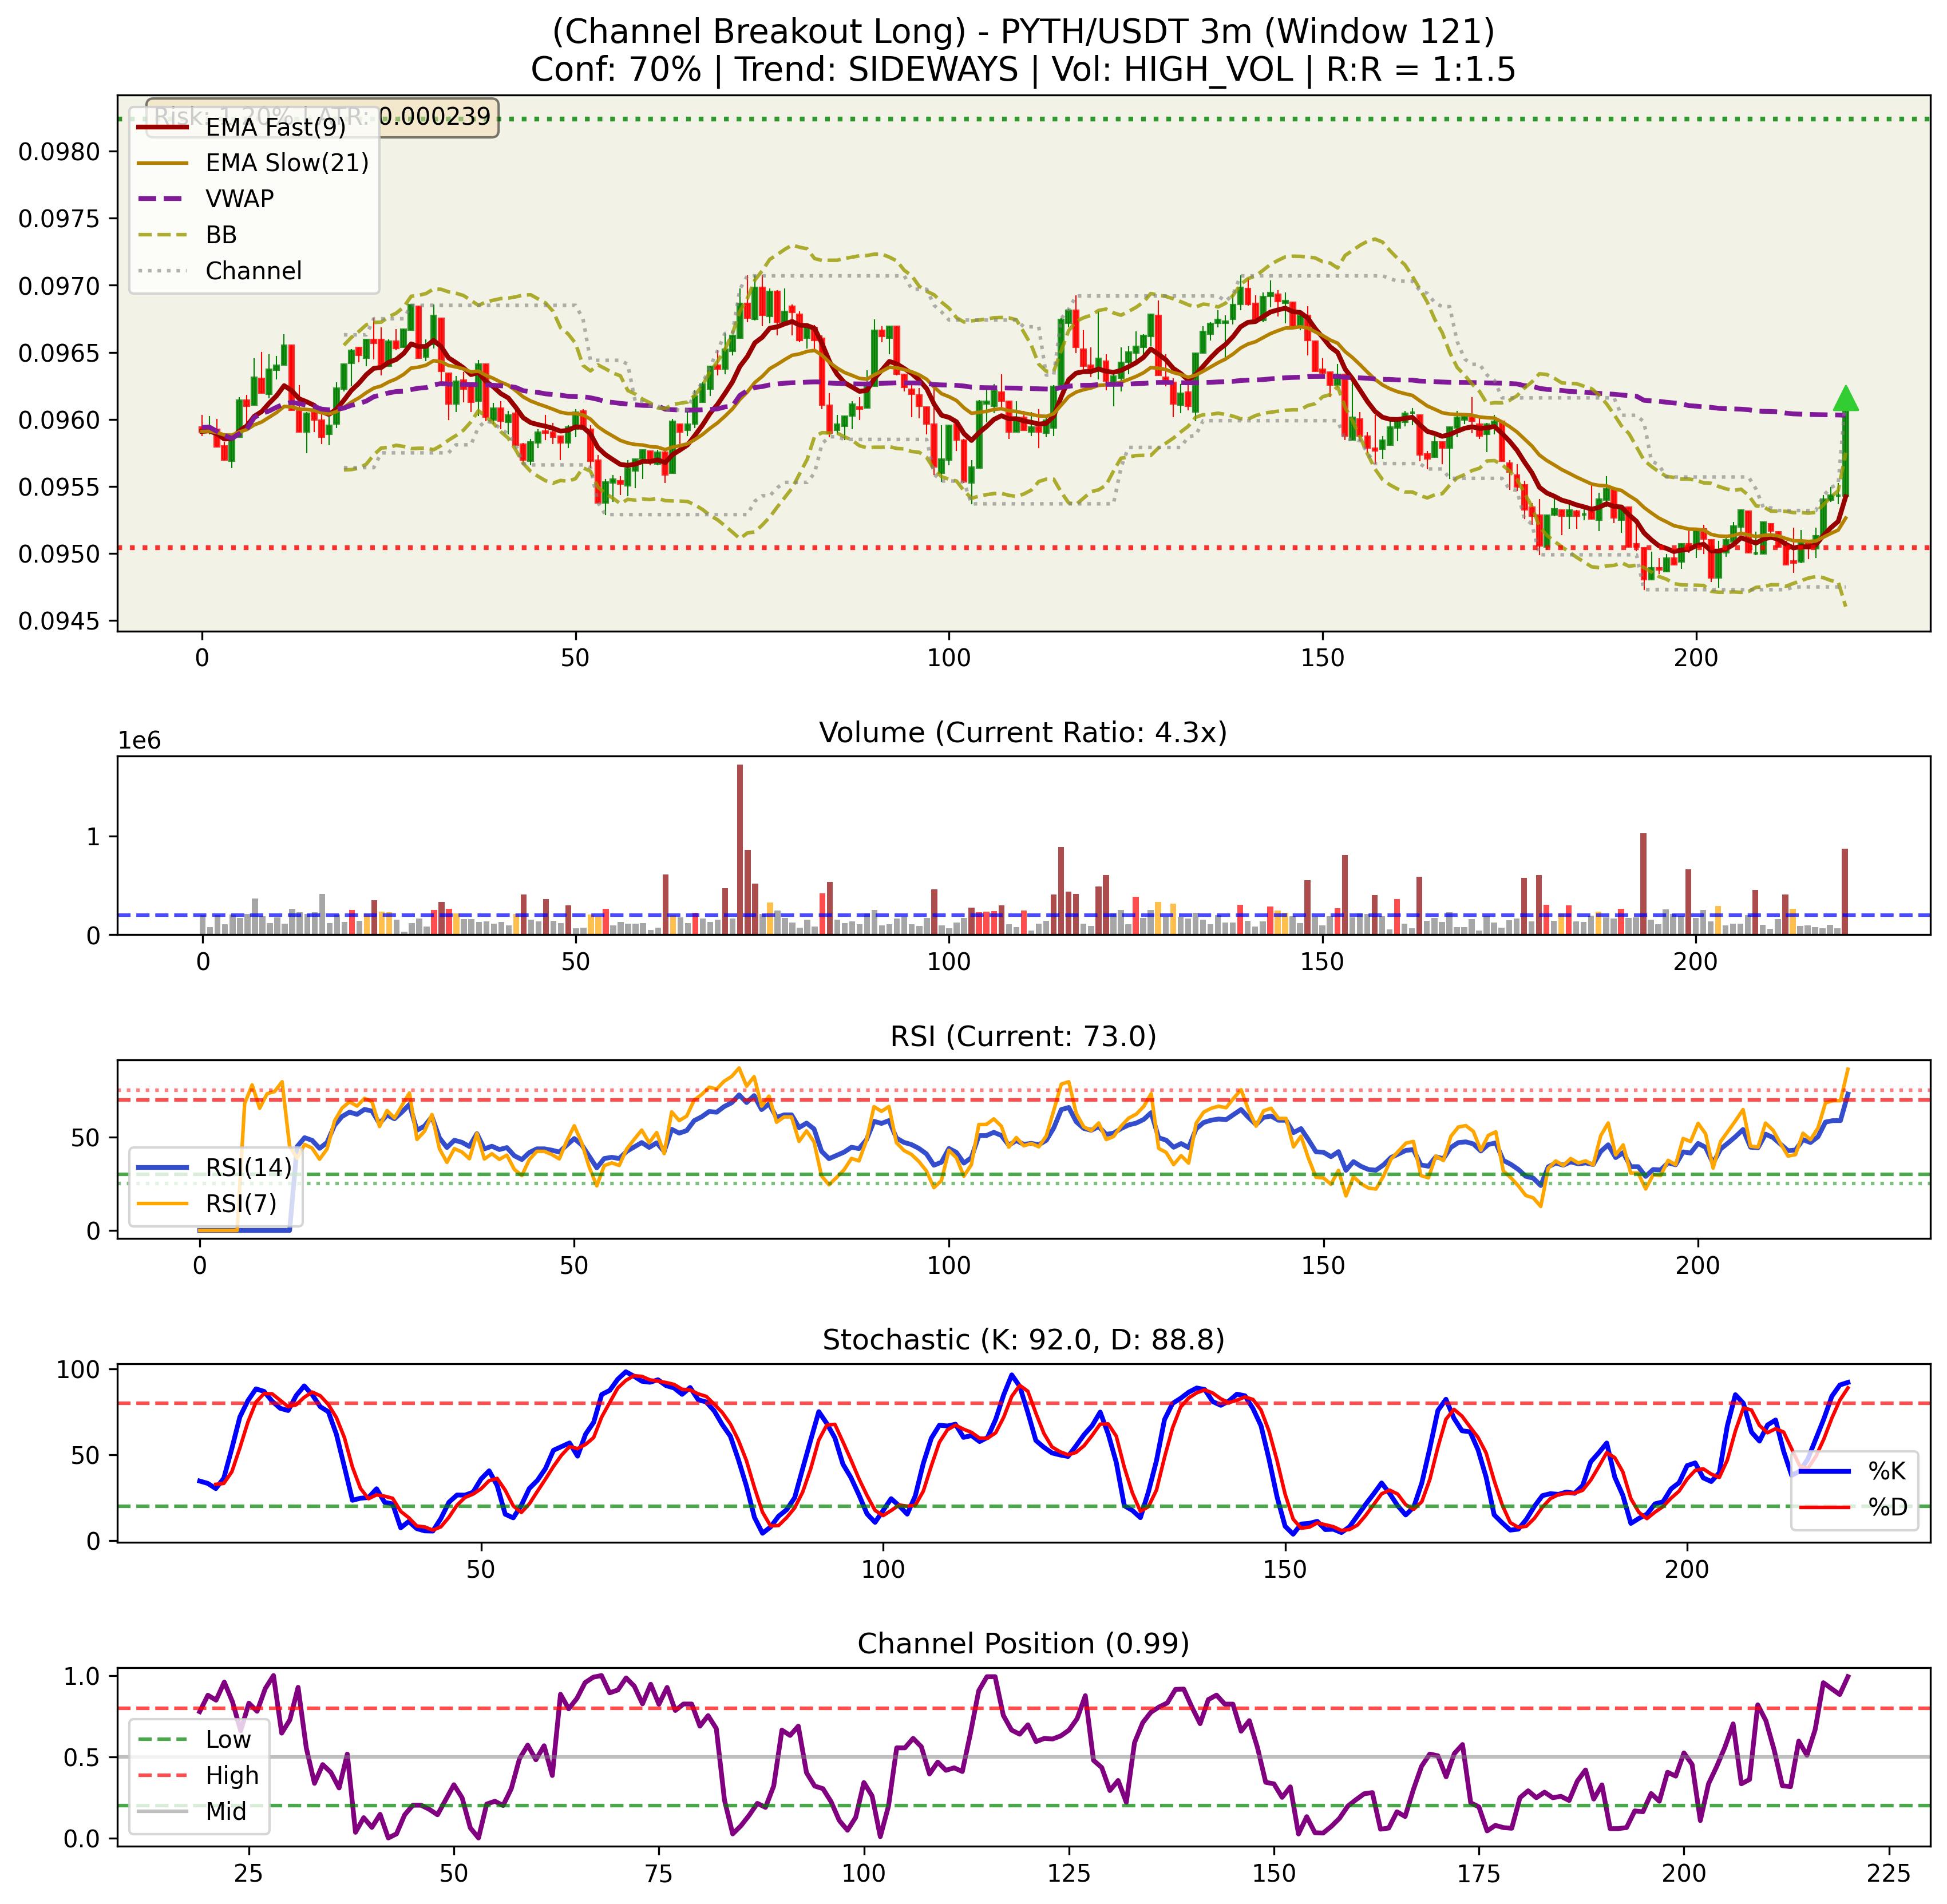 (Channel Breakout Long) - PYTH/USDT 3m (Window 121)
Conf: 70% | Trend: SIDEWAYS | Vol: HIGH_VOL | R:R = 1:1.5
Risk: 1.20% | ATR: 0.000239
EMA Fast(9)
EMA Slow(21)
VWAP
BB
Channel
0.0980
0.0975
0.0970
0.0965
0.0960
0.0955
0.0950
0.0945
0 50 100 150 200
Volume (Current Ratio: 4.3x)
1e6
1
0
0 50 100 150 200
RSI (Current: 73.0)
50
0
RSI(14)
RSI(7)
0 50 100 150 200
Stochastic (K: 92.0, D: 88.8)
100
50
0
%K
%D
50 100 150 200
Channel Position (0.99)
1.0
0.5
0.0
Low
High
Mid
25 50 75 100 125 150 175 200 225